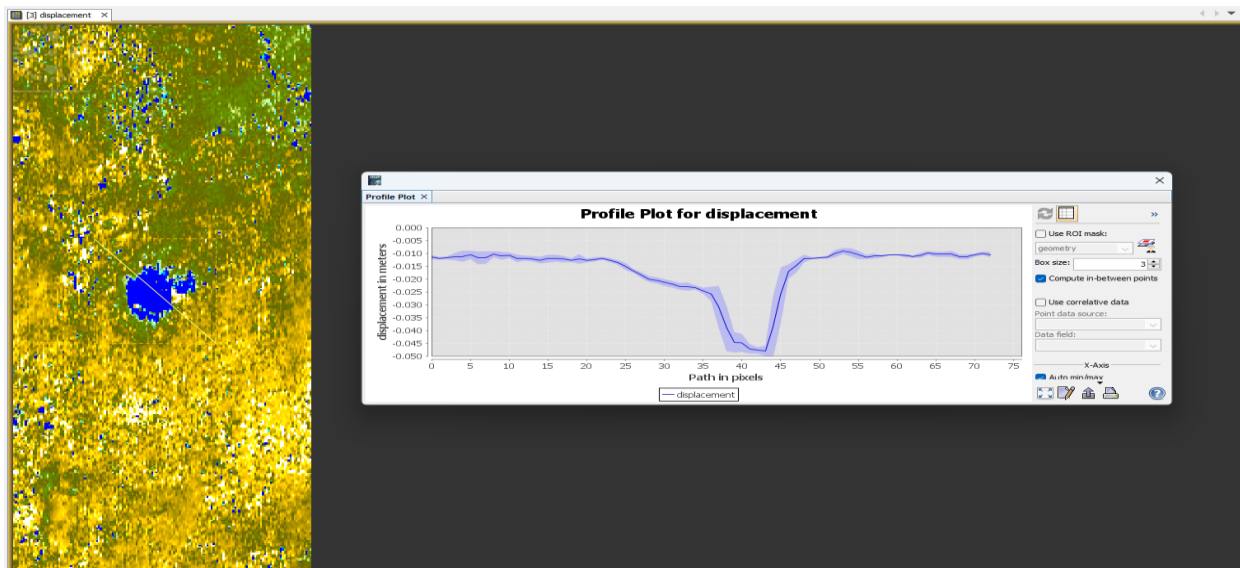 [3] displacement
Profile Plot
Profile Plot for displacement
0.000
-0.005
-0.010
-0.015
-0.020
-0.025
-0.030
-0.035
-0.040
-0.045
-0.050
displacement in meters
0 5 10 15 20 25 30 35 40 45 50 55 60 65 70 75
Path in pixels
displacement
Use ROI mask:
geometry
Box size: 3
Compute in-between points
Use correlative data
Point data source:
Data field:
X-Axis
Auto min/max